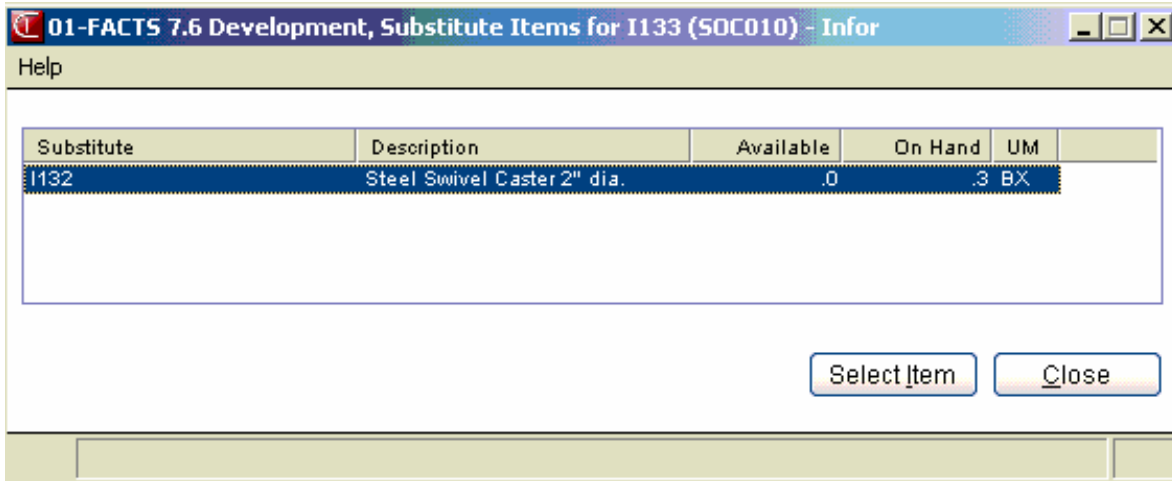 01-FACTS 7.6 Development, Substitute Items for I133 (SOC010) - Infor
Help
Substitute Description Available On Hand UM
I132 Steel Swivel Caster 2" dia. .0 .3 BX
Select Item Close